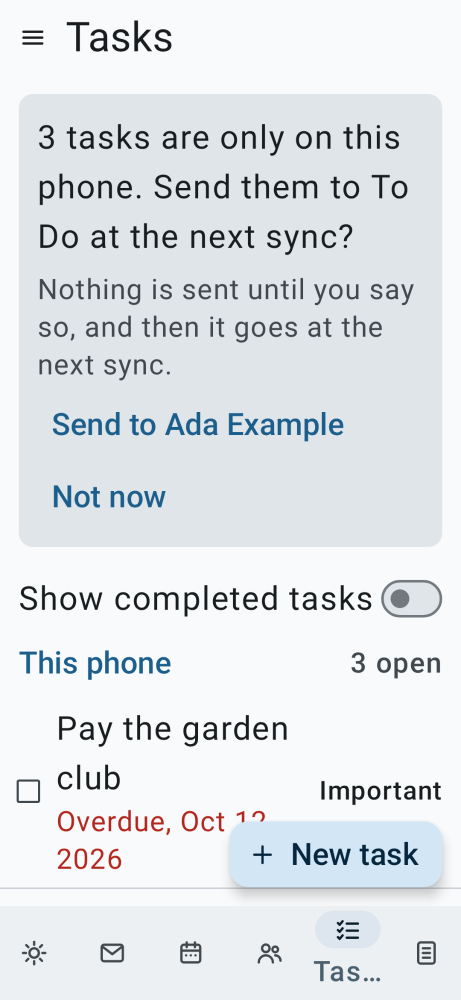 Tasks
3 tasks are only on this
phone. Send them to To
Do at the next sync?
Nothing is sent until you say
so, and then it goes at the
next sync.
Send to Ada Example
Not now
Show completed tasks
This phone
3 open
Pay the garden
club
Important
Overdue, Oct 12
2026
+ New task
Tas…